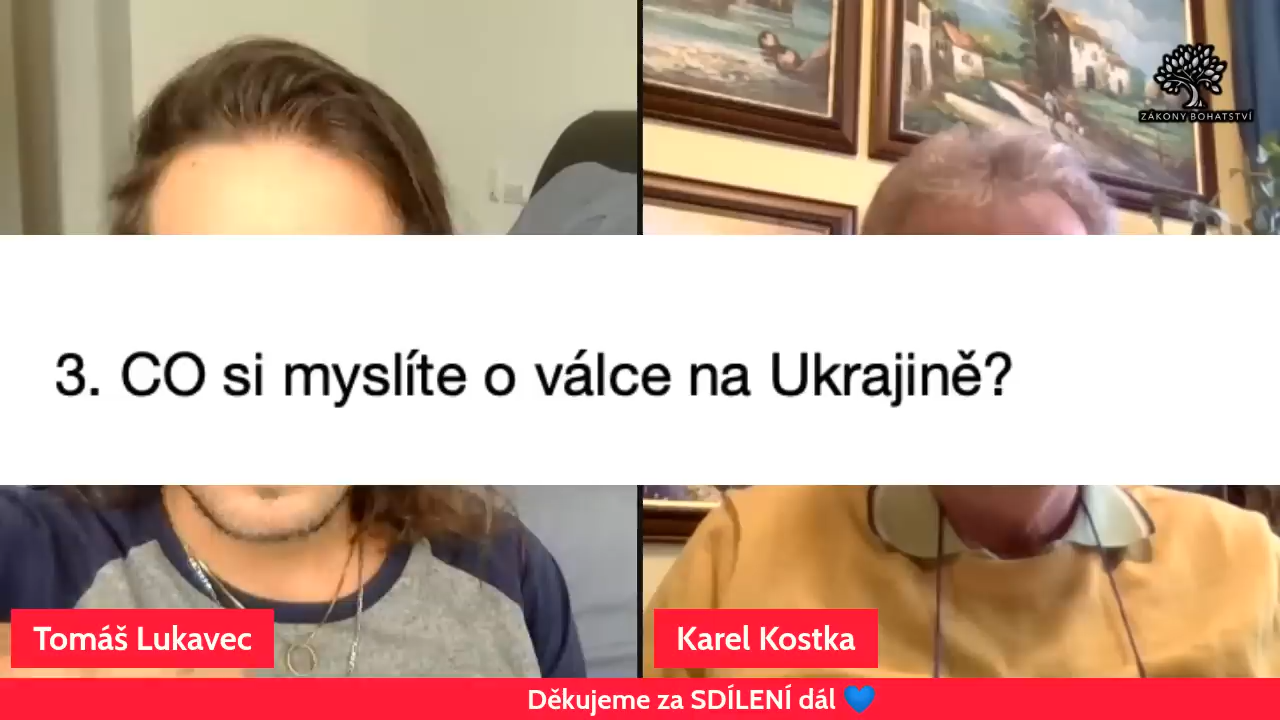 ZÁKONY BOHATSTVÍ
3. CO si myslíte o válce na Ukrajině?
Tomáš Lukavec
Karel Kostka
Děkujeme za SDÍLENÍ dál 💙